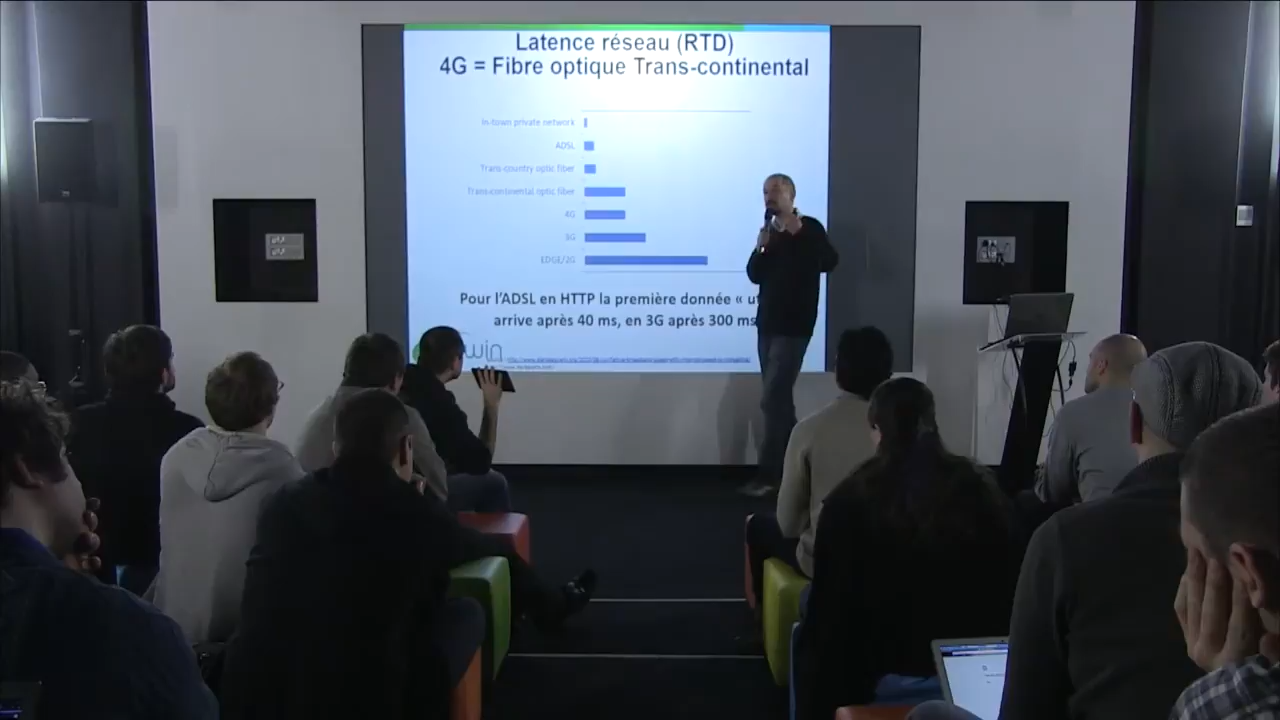 Latence réseau (RTD)
4G = Fibre optique Trans-continental
In-town private network
ADSL
Trans-country optic fiber
Trans-continental optic fiber
4G
3G
EDGE/2G
Pour l'ADSL en HTTP la première donnée «
arrive après 40 ms, en 3G après 300 ms